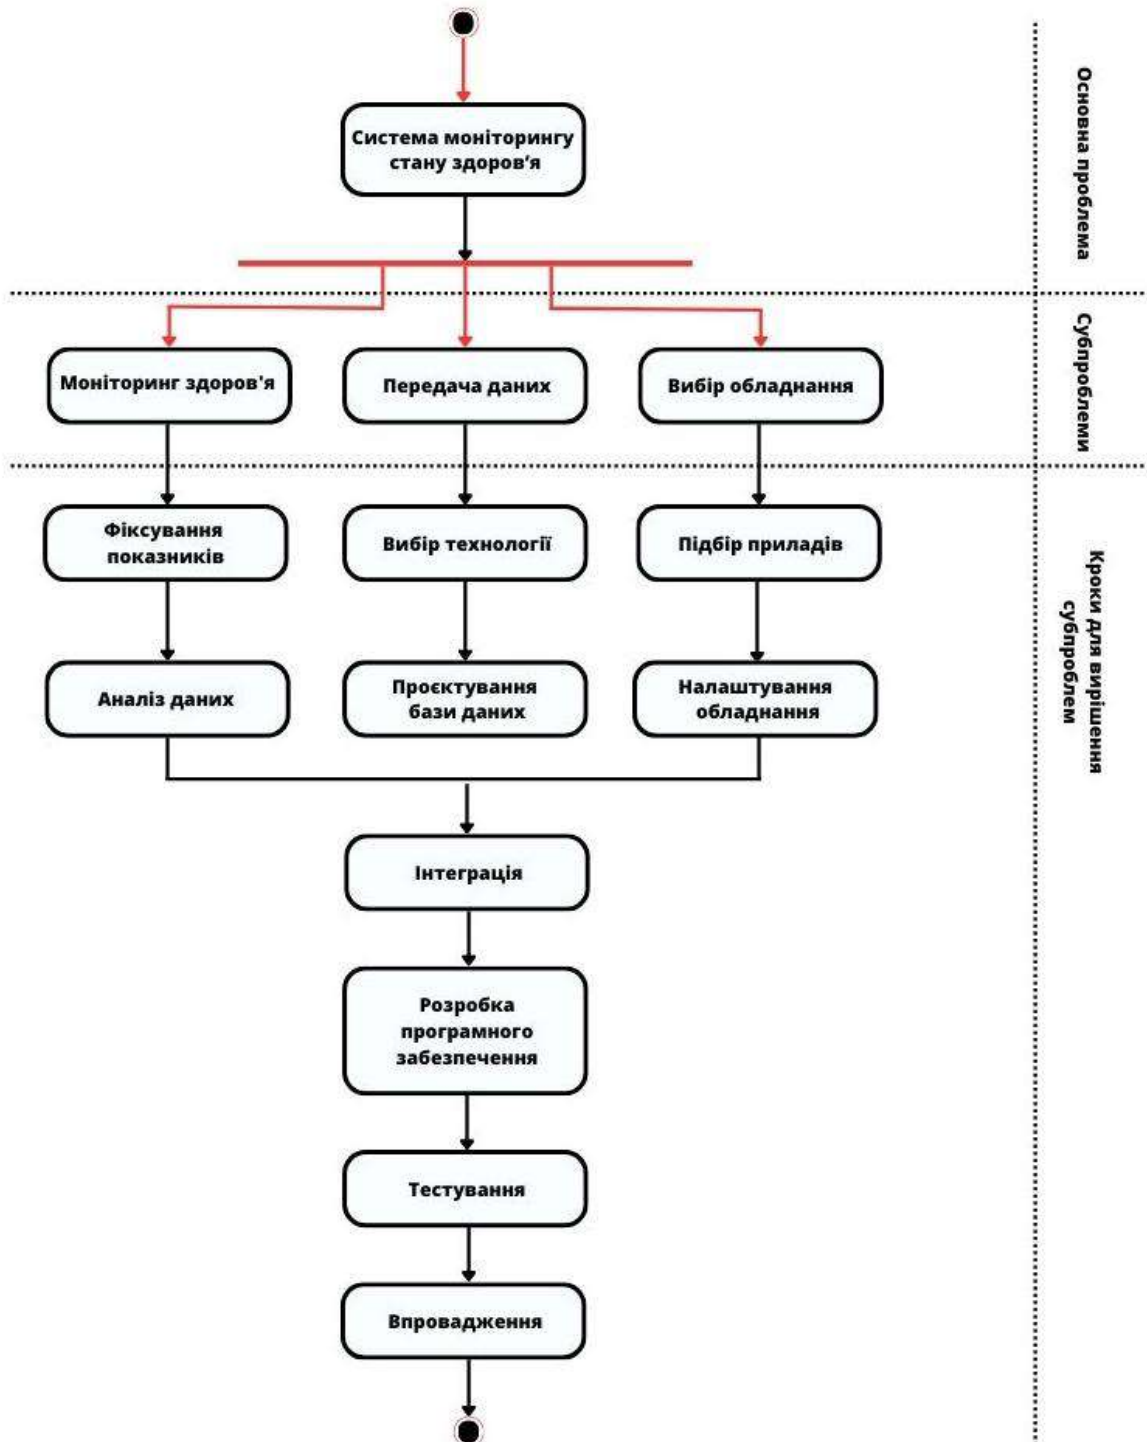 Система моніторингу
стану здоров’я
Основна проблема
Моніторинг здоров'я
Передача даних
Вибір обладнання
Субпроблеми
Фіксування
показників
Вибір технології
Підбір приладів
Кроки для вирішення
субпроблем
Аналіз даних
Проєктування
бази даних
Налаштування
обладнання
Інтеграція
Розробка
програмного
забезпечення
Тестування
Впровадження